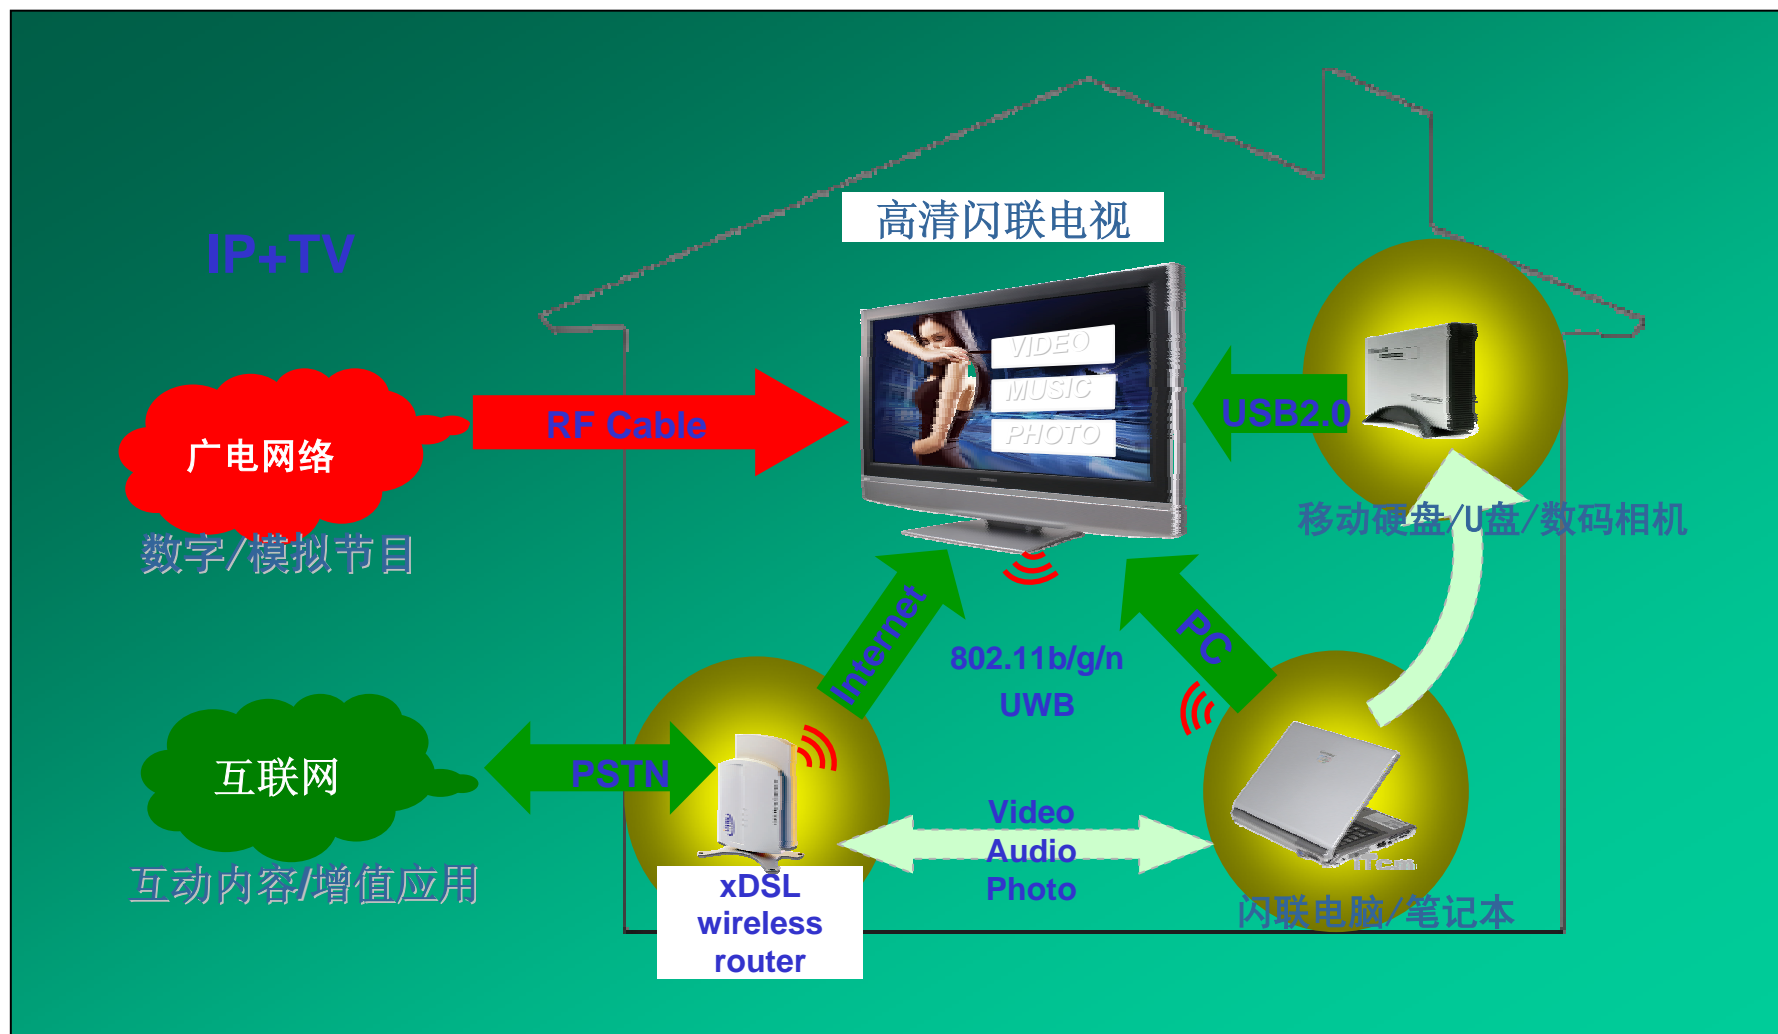 高清闪联电视
IP+TV
VIDEO
MUSIC
PHOTO
RF Cable
USB2.0
广电网络
数字/模拟节目
移动硬盘/U盘/数码相机
Internet
PC
802.11b/g/n
UWB
互联网
PSTN
互动内容/增值应用
Video
Audio
Photo
xDSL
wireless
router
闪联电脑/笔记本